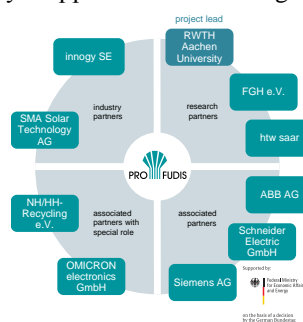 project lead
RWTH
Aachen
University
innogy SE
FGH e.V.
industry
partners
research
partners
SMA Solar
Technology
AG
htw saar
PRO FUDIS
NH/HH-
Recycling
e.V.
ABB AG
associated
partners with
special role
associated
partners
Schneider
Electric
GmbH
OMICRON
electronics
GmbH
Siemens AG
Supported by:
Federal Ministry
for Economic Affairs
and Energy
on the basis of a decision
by the German Bundestag